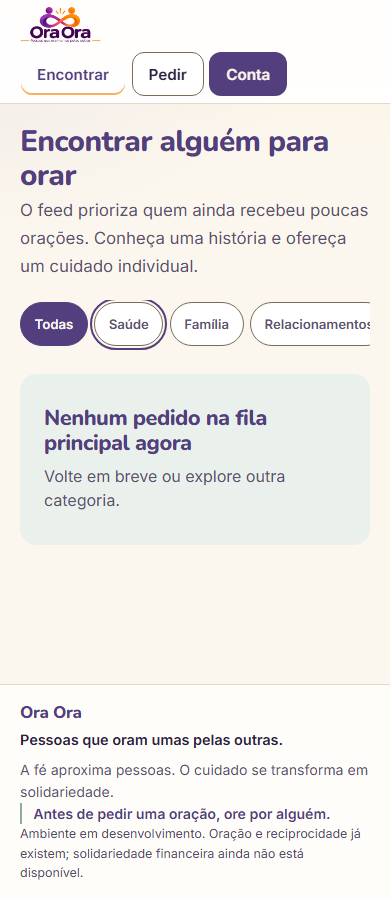 Ora Ora
Encontrar
Pedir
Conta
Encontrar alguém para
orar
O feed prioriza quem ainda recebeu poucas
orações. Conheça uma história e ofereça
um cuidado individual.
Todas
Saúde
Família
Relacionamentos
Nenhum pedido na fila
principal agora
Volte em breve ou explore outra
categoria.
Ora Ora
Pessoas que oram umas pelas outras.
A fé aproxima pessoas. O cuidado se transforma em
solidariedade.
Antes de pedir uma oração, ore por alguém.
Ambiente em desenvolvimento. Oração e reciprocidade já
existem; solidariedade financeira ainda não está
disponível.